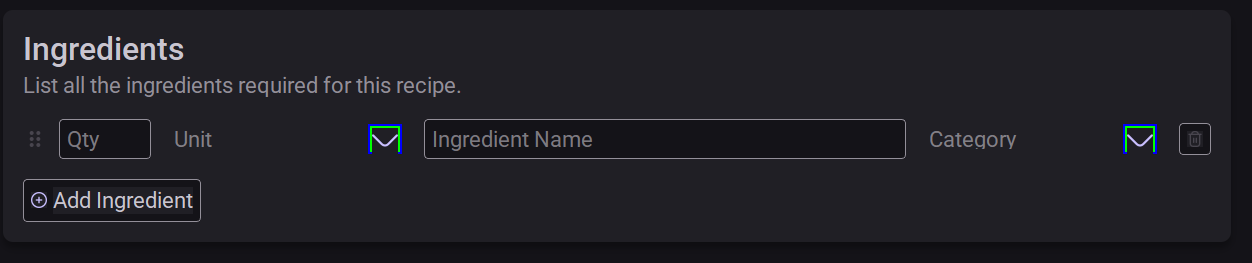 Ingredients
List all the ingredients required for this recipe.
Qty Unit Ingredient Name Category
Add Ingredient